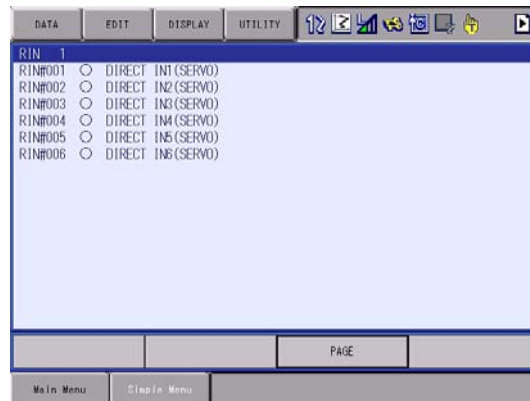 DATA EDIT DISPLAY UTILITY
RIN 1
RIN#001 ○ DIRECT IN1(SERVO)
RIN#002 ○ DIRECT IN2(SERVO)
RIN#003 ○ DIRECT IN3(SERVO)
RIN#004 ○ DIRECT IN4(SERVO)
RIN#005 ○ DIRECT IN5(SERVO)
RIN#006 ○ DIRECT IN6(SERVO)
PAGE
Main Menu Simple Menu